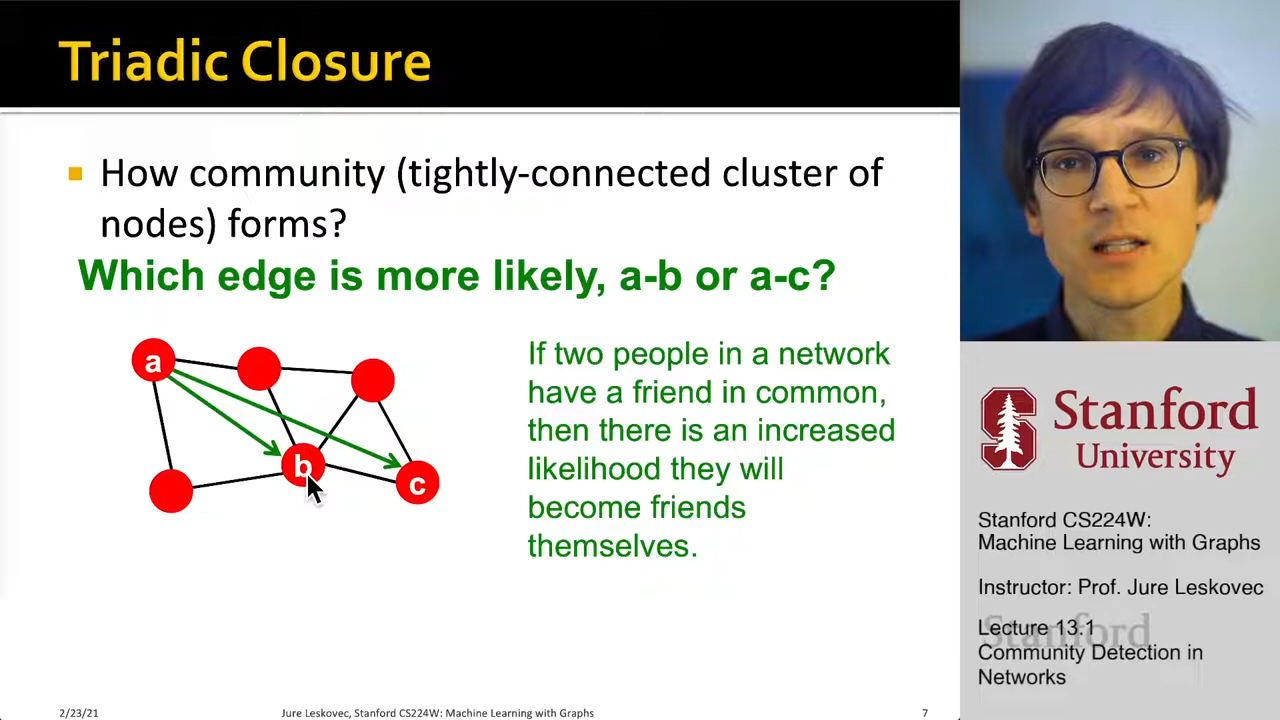 Triadic Closure
How community (tightly-connected cluster of
nodes) forms?
Which edge is more likely, a-b or a-c?
a
b
c
If two people in a network
have a friend in common,
then there is an increased
likelihood they will
become friends
themselves.
2/23/21
Jure Leskovec, Stanford CS224W: Machine Learning with Graphs
7
S
Stanford
University
Stanford CS224W:
Machine Learning with Graphs
Instructor: Prof. Jure Leskovec
Lecture 13.1
Stanford
Community Detection in
Networks